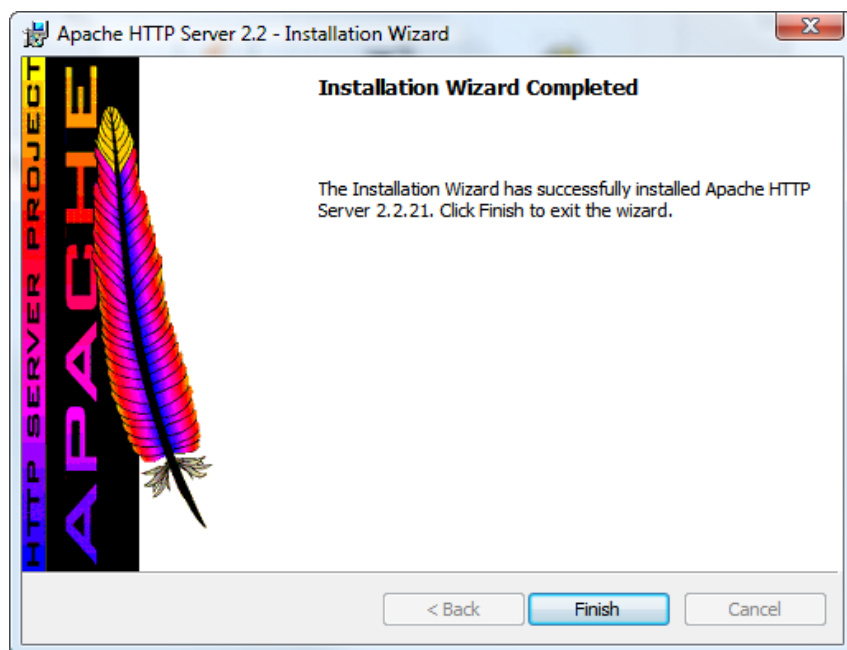 Apache HTTP Server 2.2 - Installation Wizard
HTTP SERVER PROJECT
APACHE
Installation Wizard Completed
The Installation Wizard has successfully installed Apache HTTP
Server 2.2.21. Click Finish to exit the wizard.
< Back
Finish
Cancel